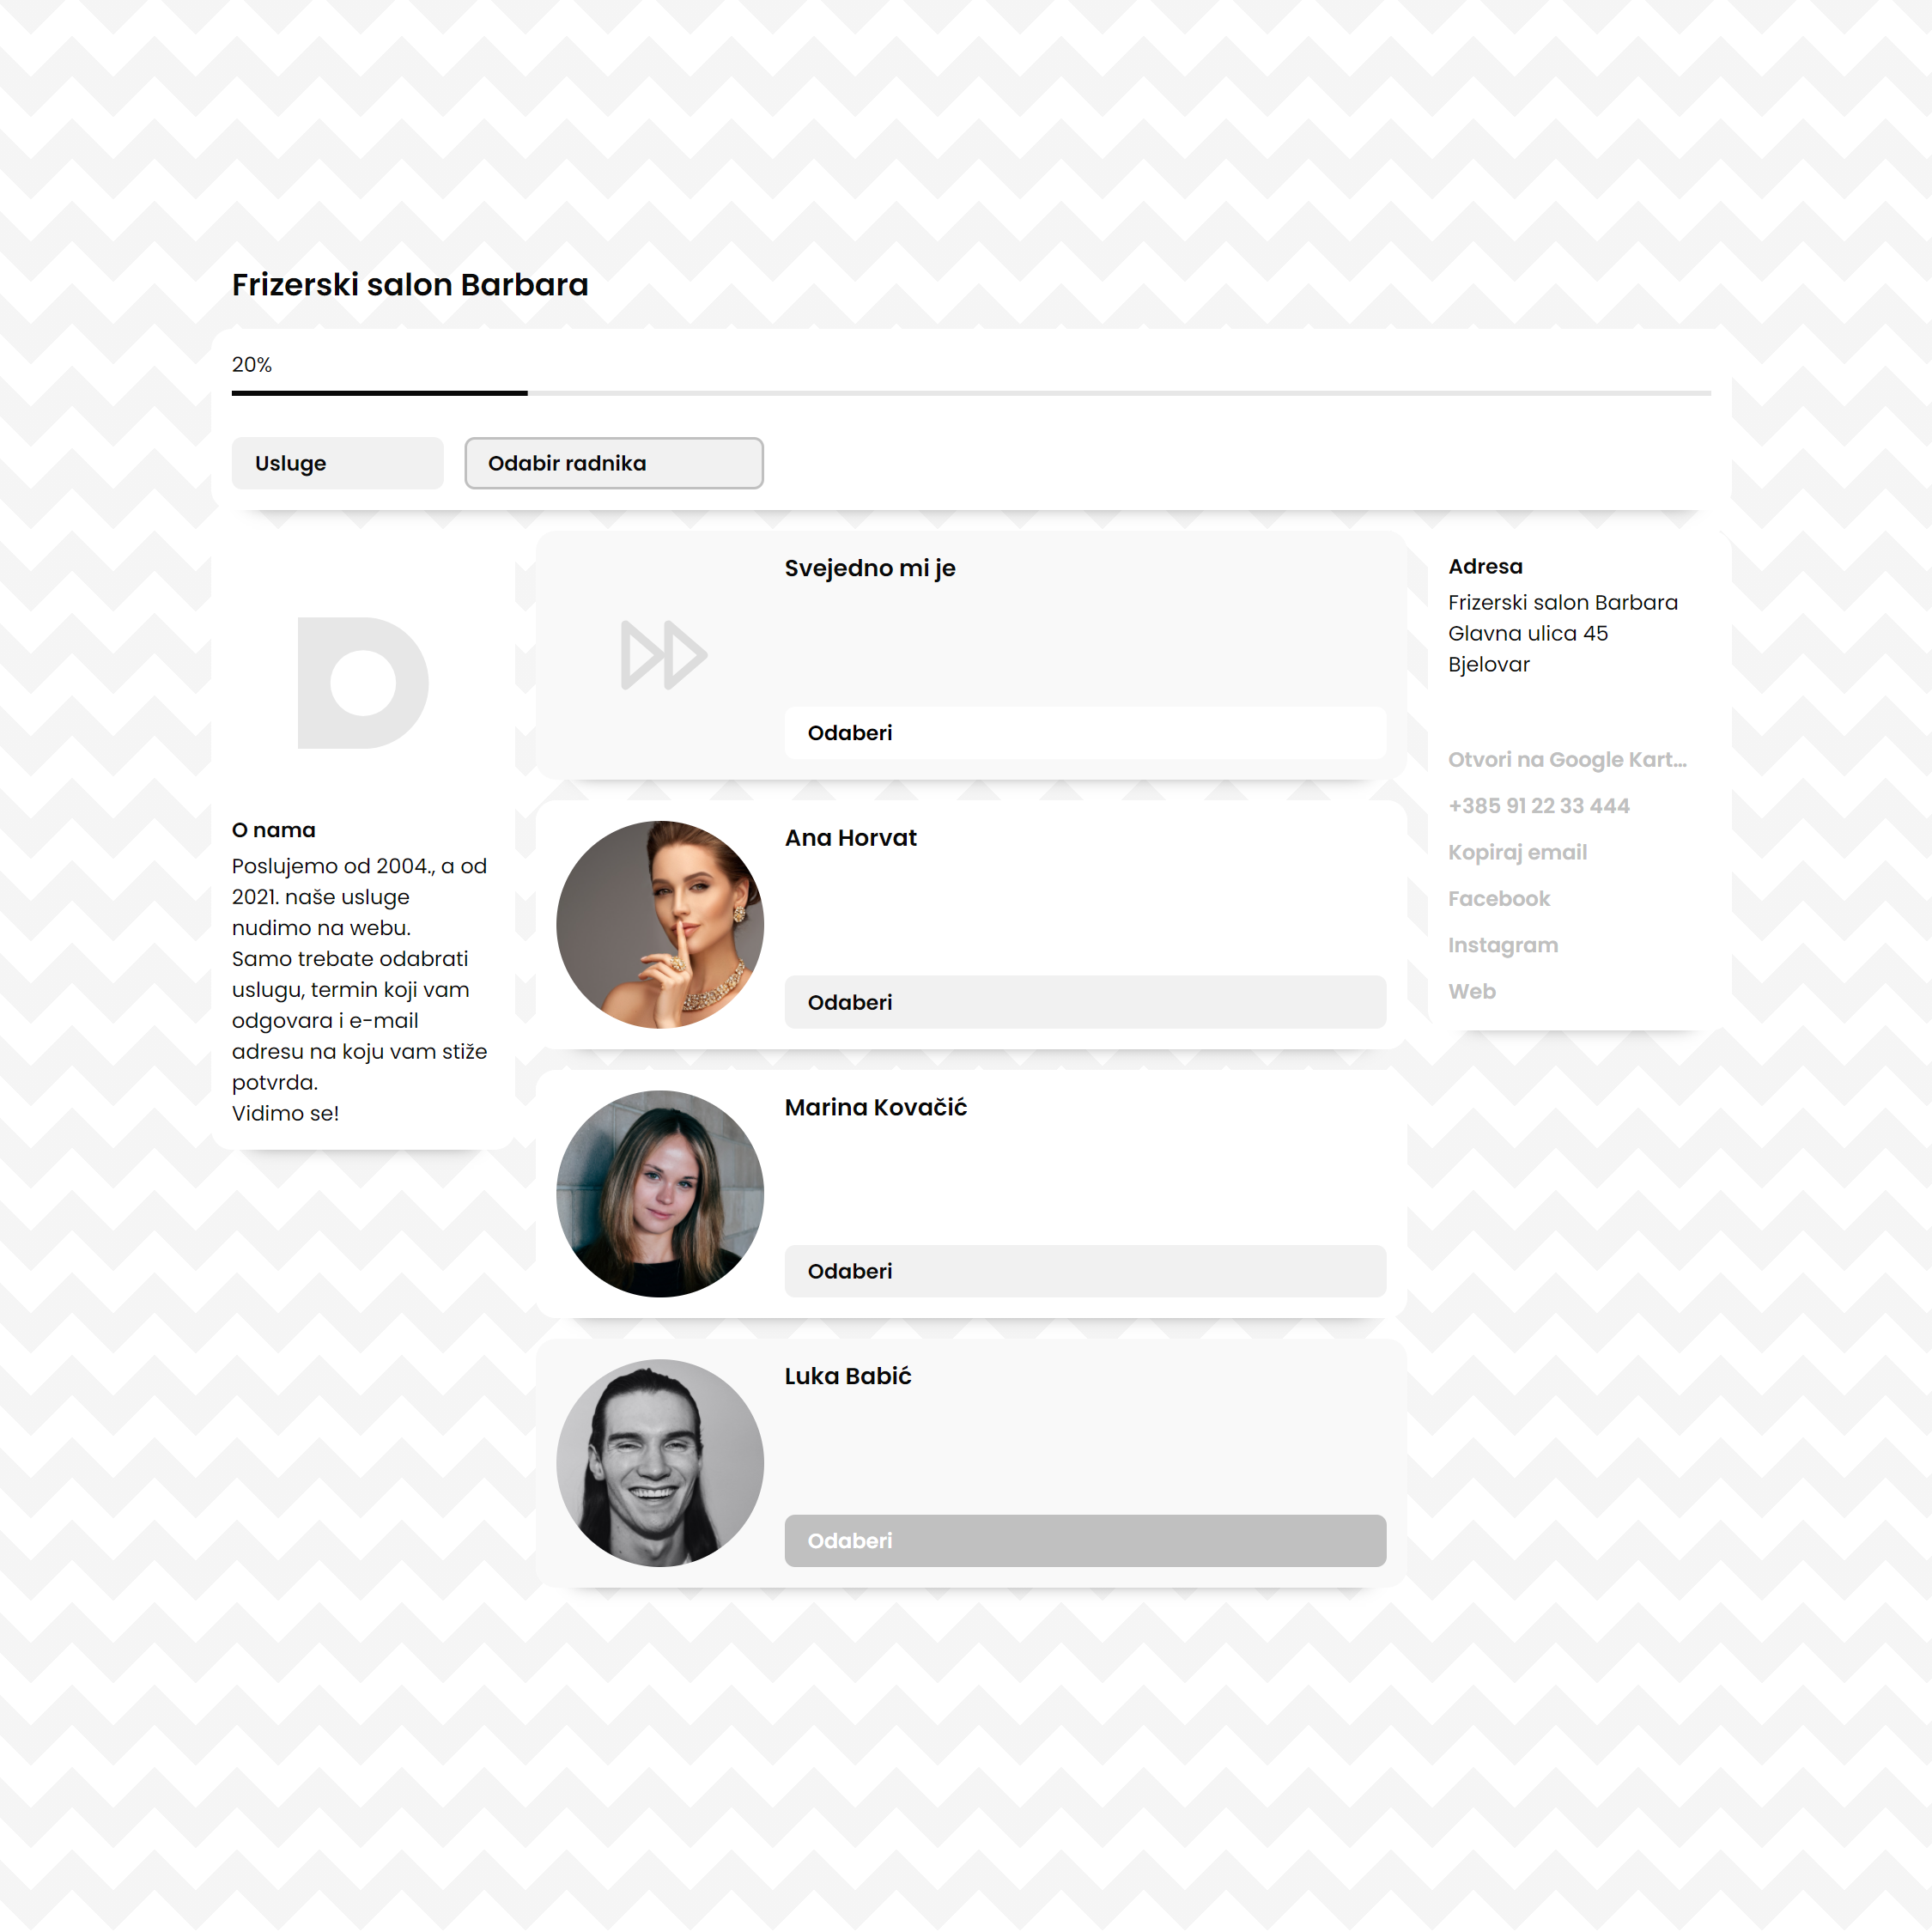 Frizerski salon Barbara
20%
Usluge
Odabir radnika
O nama
Poslujemo od 2004., a od
2021. naše usluge
nudimo na webu.
Samo trebate odabrati
uslugu, termin koji vam
odgovara i e-mail
adresu na koju vam stiže
potvrda.
Vidimo se!
Svejedno mi je
Odaberi
Ana Horvat
Odaberi
Marina Kovačić
Odaberi
Luka Babić
Odaberi
Adresa
Frizerski salon Barbara
Glavna ulica 45
Bjelovar
Otvori na Google Kart...
+385 91 22 33 444
Kopiraj email
Facebook
Instagram
Web